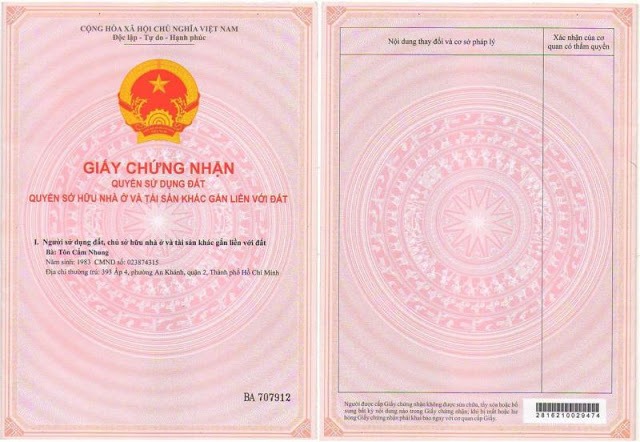 CỘNG HÒA XÃ HỘI CHỦ NGHĨA VIỆT NAM
Độc lập - Tự do - Hạnh phúc
GIẤY CHỨNG NHẬN
QUYỀN SỬ DỤNG ĐẤT
QUYỀN SỞ HỮU NHÀ Ở VÀ TÀI SẢN KHÁC GẮN LIỀN VỚI ĐẤT
I. Người sử dụng đất, chủ sở hữu nhà ở và tài sản khác gắn liền với đất
Bà: Tôn Cẩm Nhung
Năm sinh: 1983 CMND số: 023874315
Địa chỉ thường trú: 395 Áp 4, phường An Khánh, quận 2, Thành phố Hồ Chí Minh
BA 707912
Nội dung thay đổi và cơ sở pháp lý
Xác nhận của cơ
quan có thẩm quyền
Người được cấp Giấy chứng nhận không được sửa chữa, tẩy xóa hoặc bổ
sung bất kỳ nội dung nào trong Giấy chứng nhận; khi bị mất hoặc hư
hỏng Giấy chứng nhận phải khai báo ngay với cơ quan cấp Giấy.
2816210029474